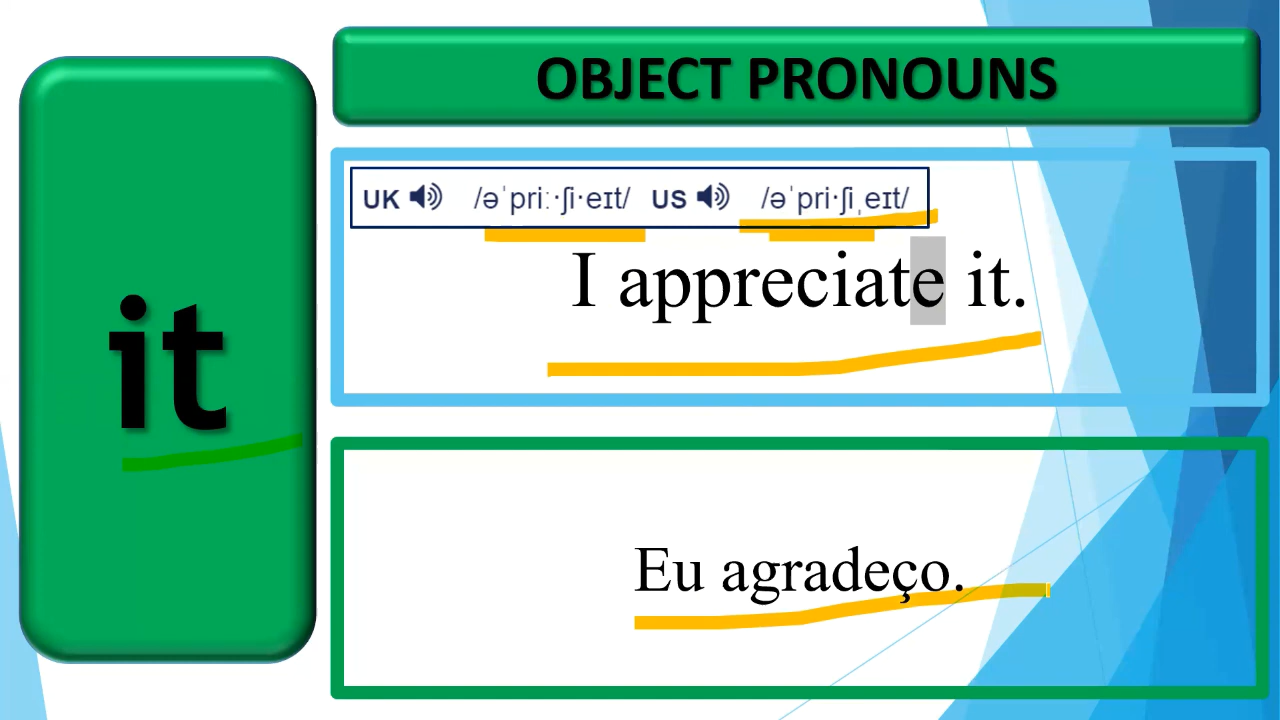 OBJECT PRONOUNS
UK /əˈpriː·ʃi·eɪt/ US /əˈpri·ʃiˌeɪt/
I appreciate it.
it
Eu agradeço.